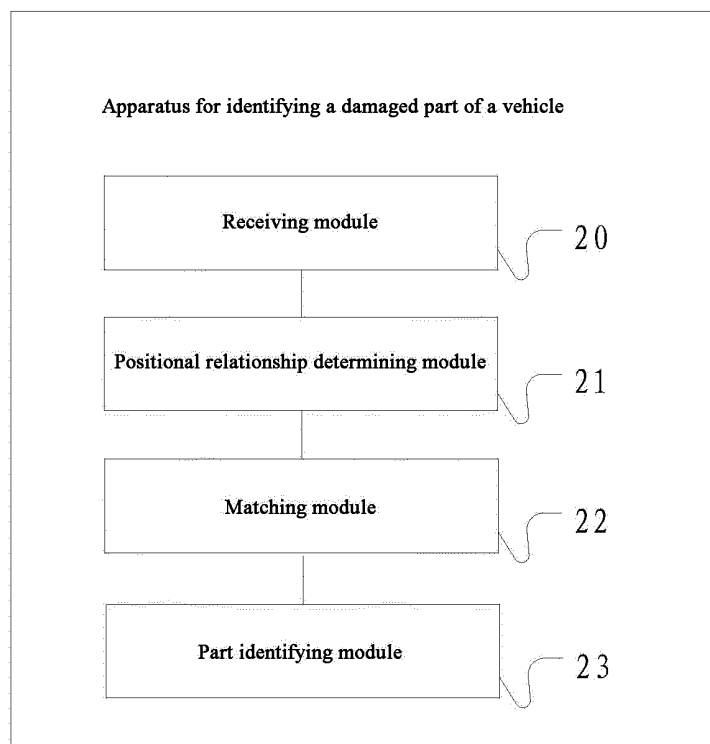 Apparatus for identifying a damaged part of a vehicle
Receiving module
20
Positional relationship determining module
21
Matching module
22
Part identifying module
23